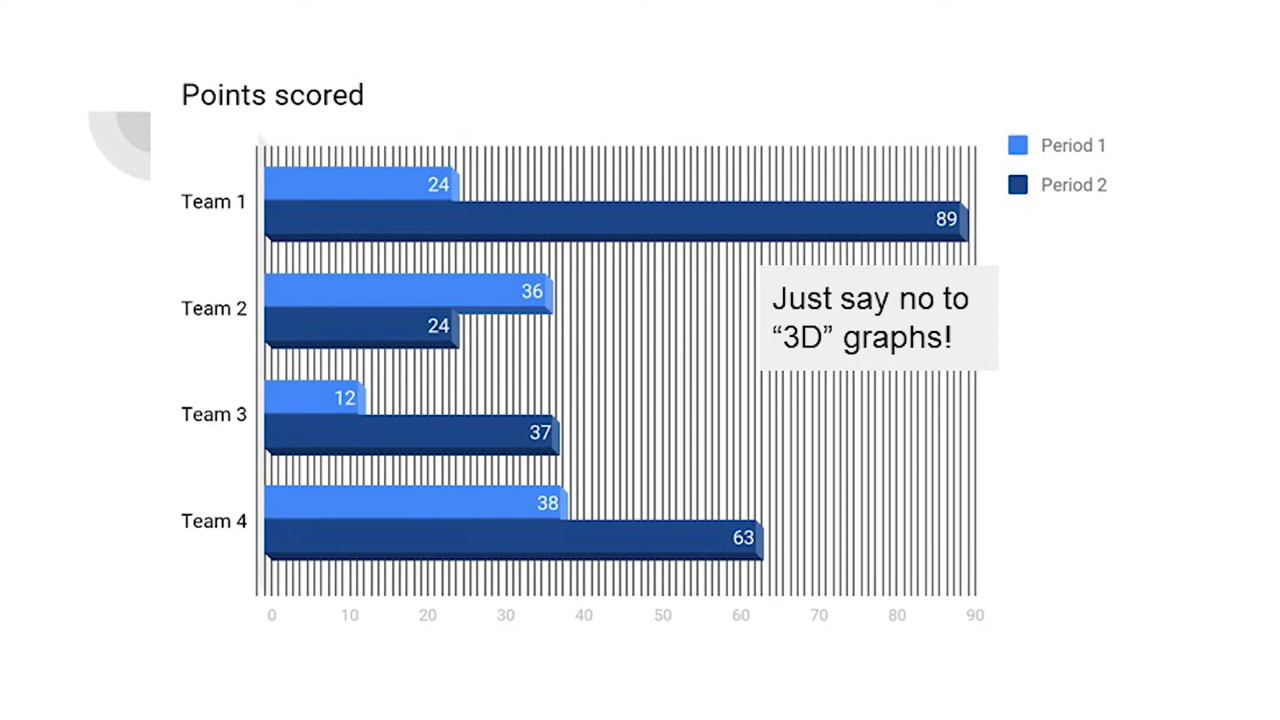 Points scored
Period 1
Period 2
Team 1
24
89
Team 2
36
24
Just say no to
“3D” graphs!
Team 3
12
37
Team 4
38
63
0 10 20 30 40 50 60 70 80 90